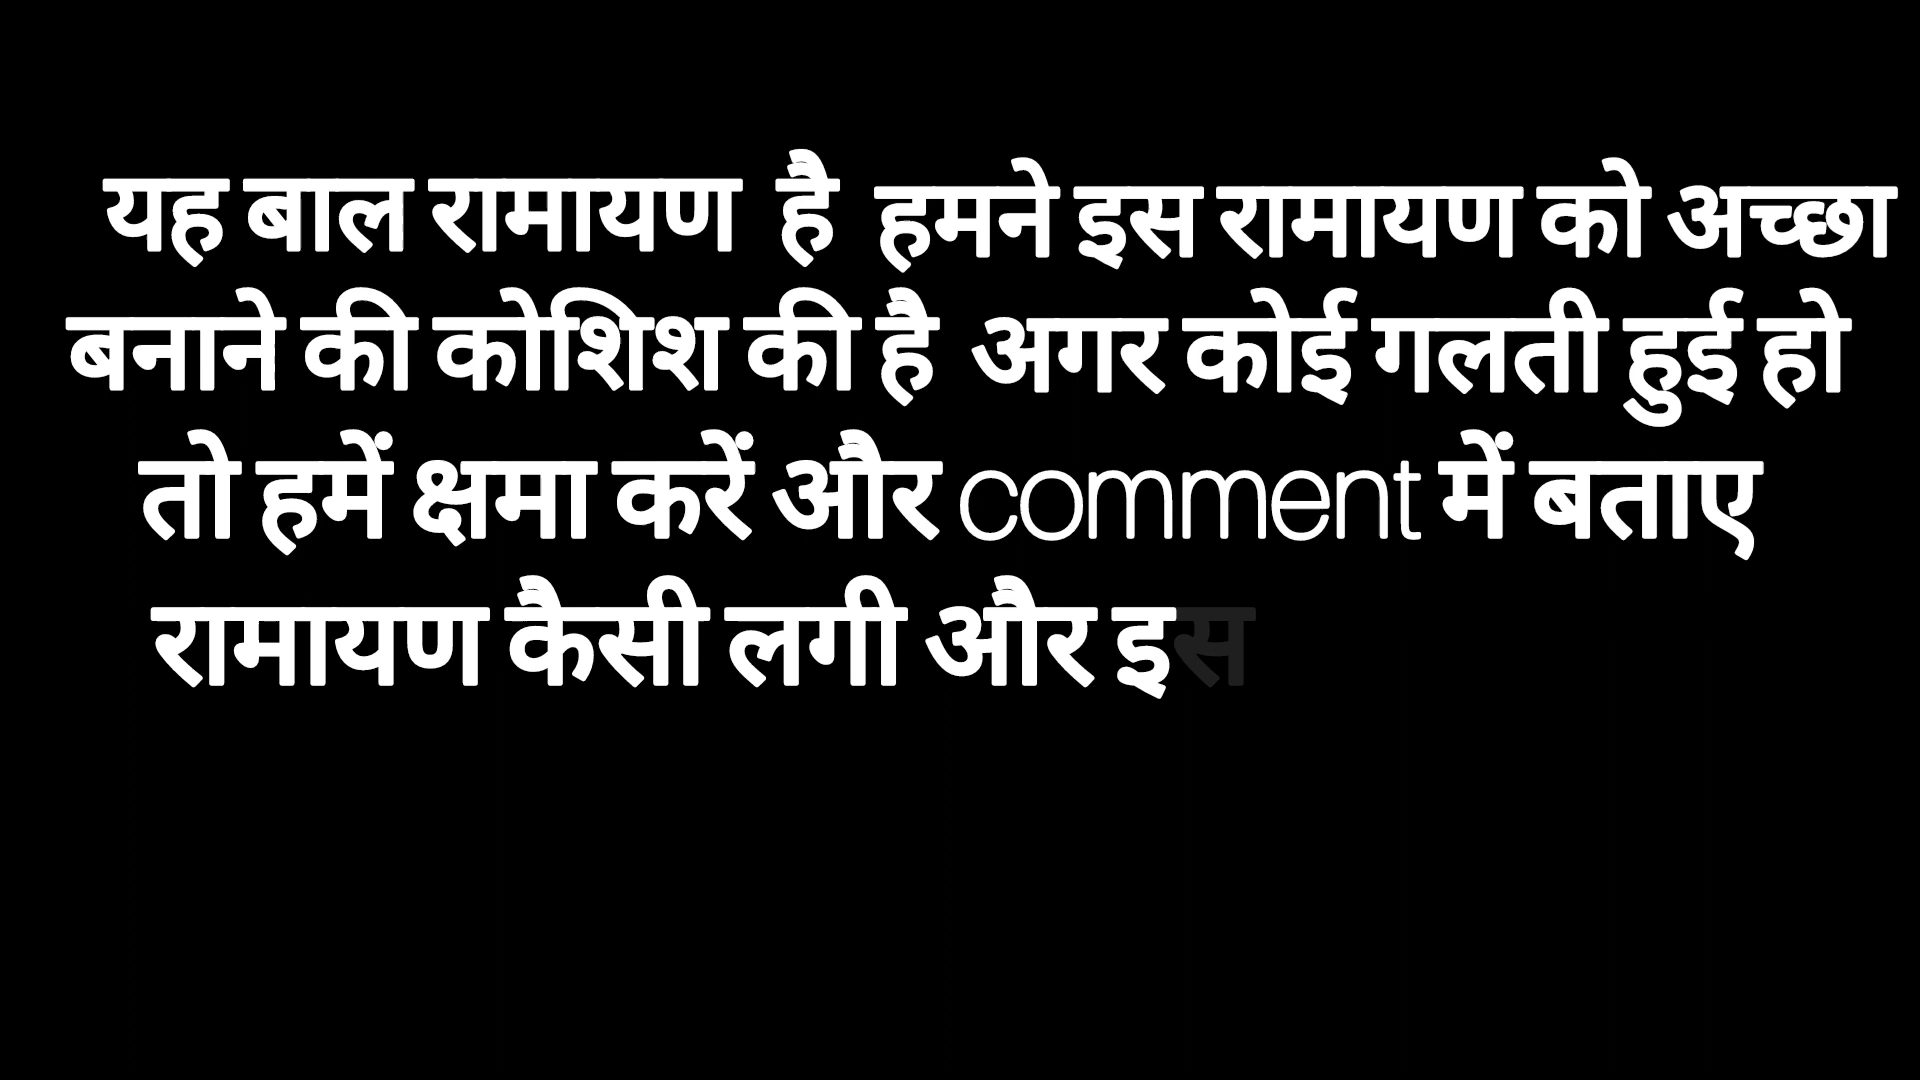 यह बाल रामायण है हमने इस रामायण को अच्छा
बनाने की कोशिश की है अगर कोई गलती हुई हो
तो हमें क्षमा करें और comment में बताए
रामायण कैसी लगी और इस